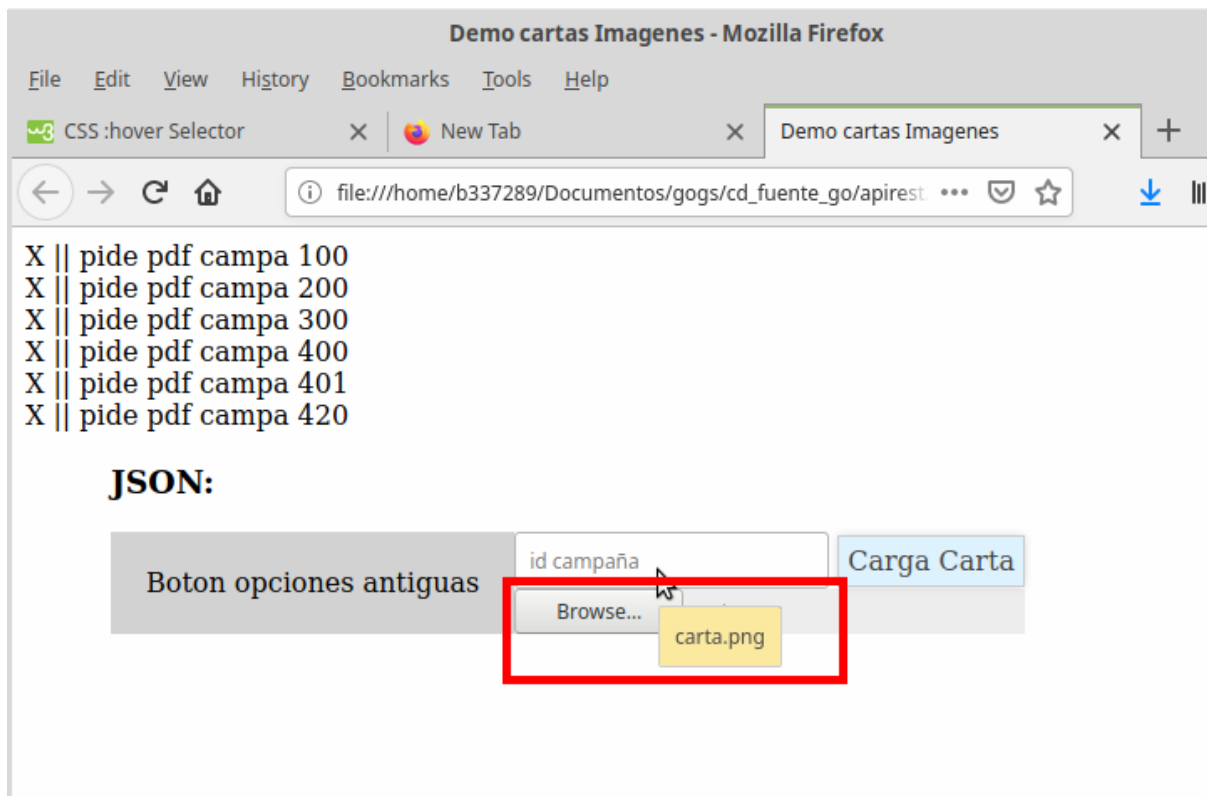 Demo cartas Imagenes - Mozilla Firefox
File Edit View History Bookmarks Tools Help
CSS :hover Selector New Tab Demo cartas Imagenes
file:///home/b337289/Documentos/gogs/cd_fuente_go/apirest
X || pide pdf campa 100
X || pide pdf campa 200
X || pide pdf campa 300
X || pide pdf campa 400
X || pide pdf campa 401
X || pide pdf campa 420
JSON:
id campaña Carga Carta
Boton opciones antiguas
Browse...
carta.png